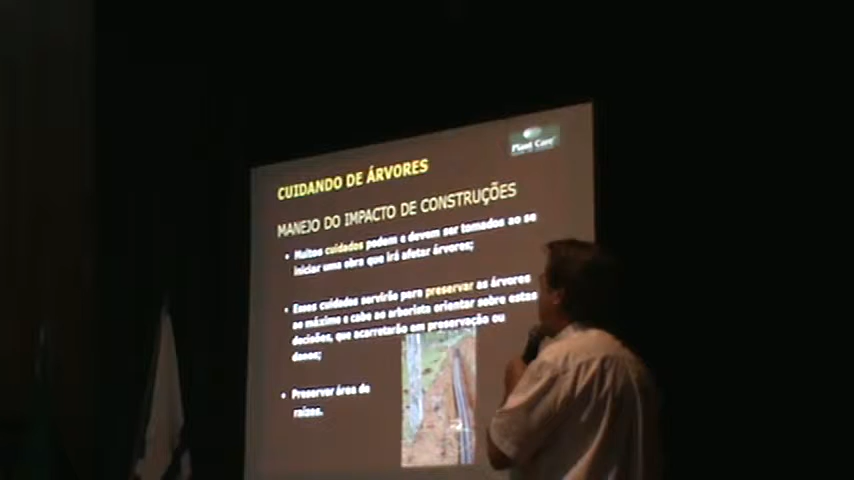 Plant Care
CUIDANDO DE ÁRVORES
MANEJO DO IMPACTO DE CONSTRUÇÕES
• Muitos cuidados podem e devem ser tomados ao se
iniciar uma obra que irá afetar árvores;
• Esses cuidados servirão para preservar as árvores
ao máximo e cabe ao arborista orientar sobre estas
decisões, que acarretarão em preservação ou
danos;
• Preservar área de
raízes.